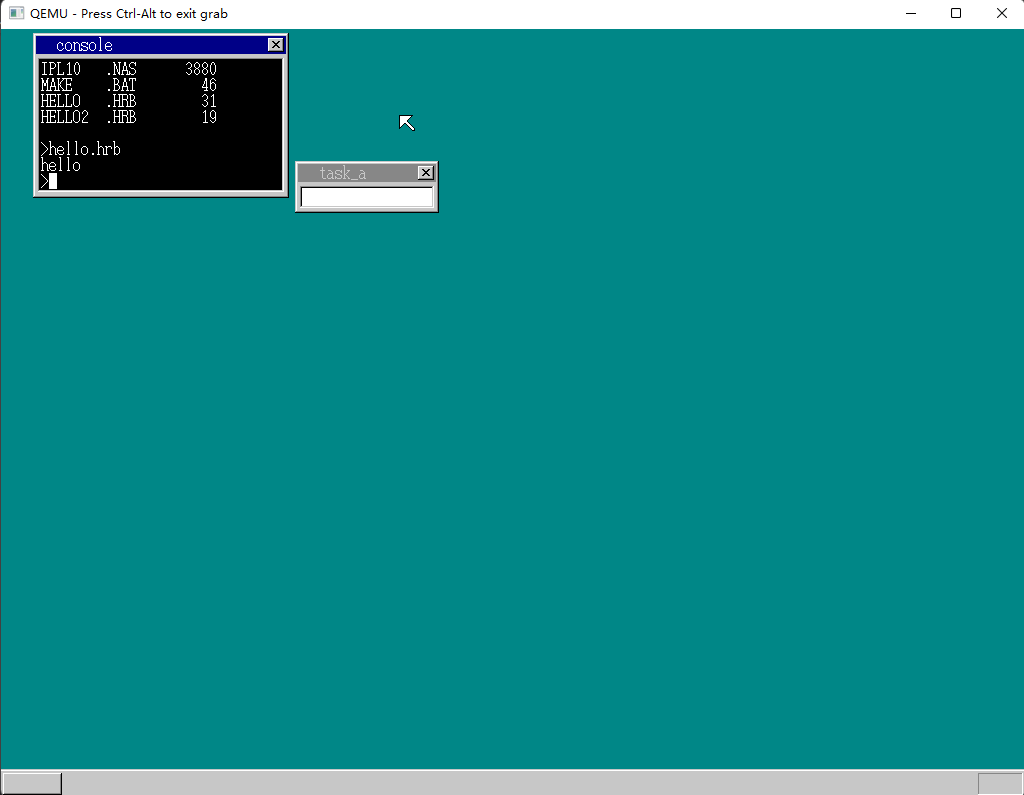 QEMU - Press Ctrl-Alt to exit grab
console
IPL10   .NAS      3880
MAKE    .BAT        46
HELLO   .HRB        31
HELLO2  .HRB        19
>hello.hrb
hello
>
task_a